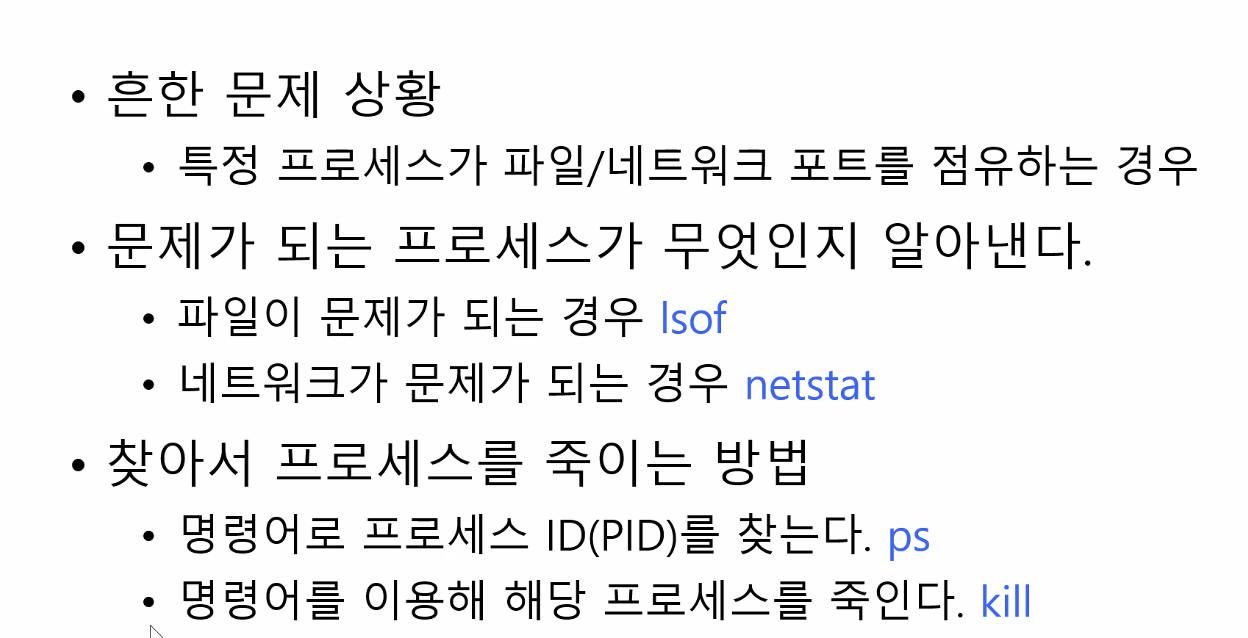 • 흔한 문제 상황
• 특정 프로세스가 파일/네트워크 포트를 점유하는 경우
• 문제가 되는 프로세스가 무엇인지 알아낸다.
• 파일이 문제가 되는 경우 lsof
• 네트워크가 문제가 되는 경우 netstat
• 찾아서 프로세스를 죽이는 방법
• 명령어로 프로세스 ID(PID)를 찾는다. ps
• 명령어를 이용해 해당 프로세스를 죽인다. kill